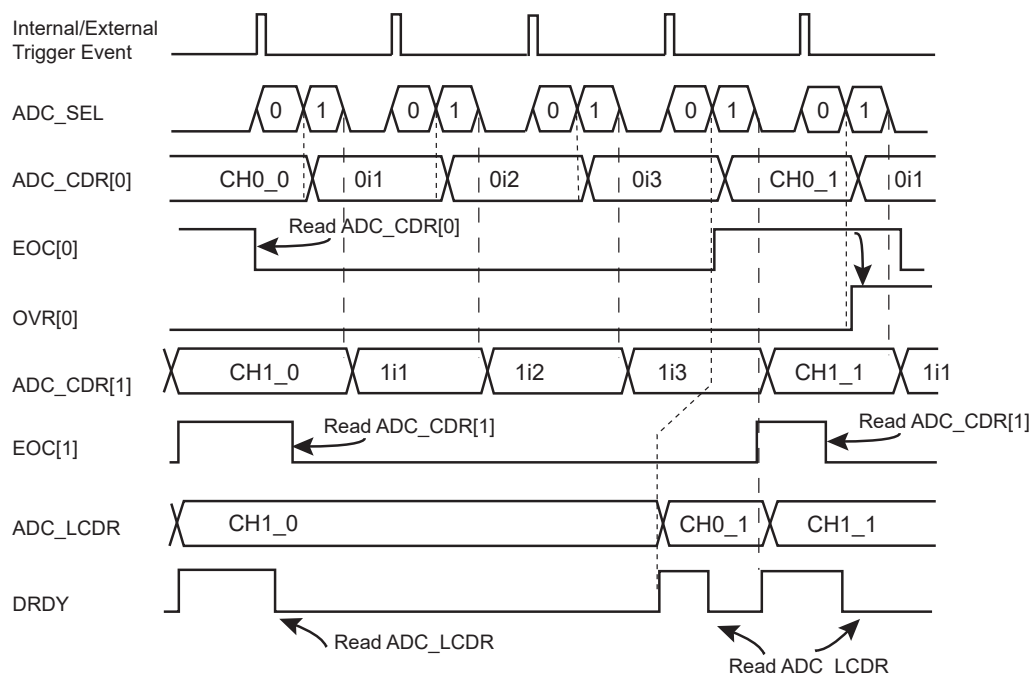 Internal/External
Trigger Event
ADC_SEL 0 1 0 1 0 1 0 1 0 1
ADC_CDR[0] CH0_0 0i1 0i2 0i3 CH0_1 0i1
Read ADC_CDR[0]
EOC[0]
OVR[0]
ADC_CDR[1] CH1_0 1i1 1i2 1i3 CH1_1 1i1
Read ADC_CDR[1] Read ADC_CDR[1]
EOC[1]
ADC_LCDR CH1_0 CH0_1 CH1_1
DRDY
Read ADC_LCDR
Read ADC_LCDR